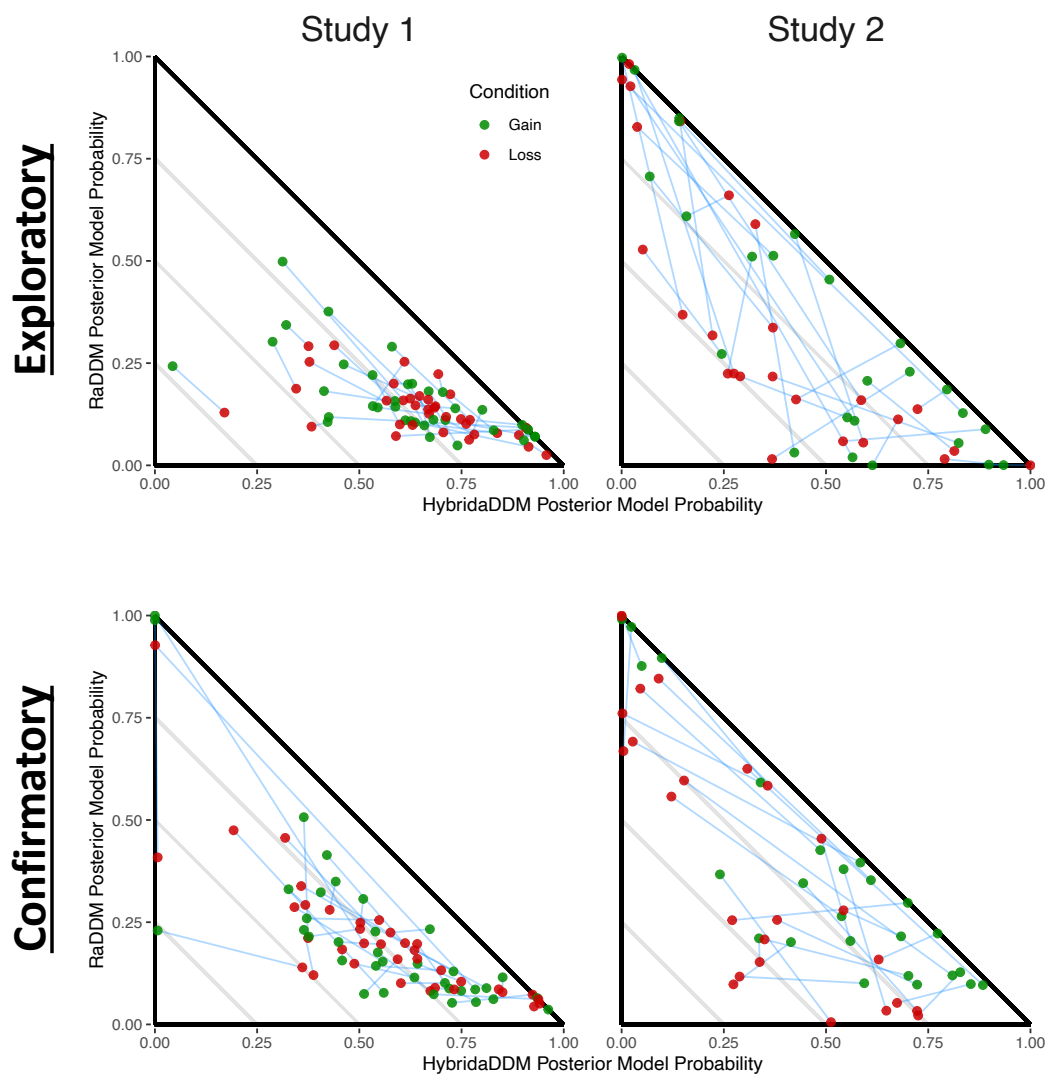 Study 1
Study 2
Exploratory
RaDDM Posterior Model Probability
1.00
0.75
0.50
0.25
0.00
Condition
Gain
Loss
0.00 0.25 0.50 0.75 1.00
0.00 0.25 0.50 0.75 1.00
HybridaDDM Posterior Model Probability
Confirmatory
RaDDM Posterior Model Probability
1.00
0.75
0.50
0.25
0.00
0.00 0.25 0.50 0.75 1.00
0.00 0.25 0.50 0.75 1.00
HybridaDDM Posterior Model Probability